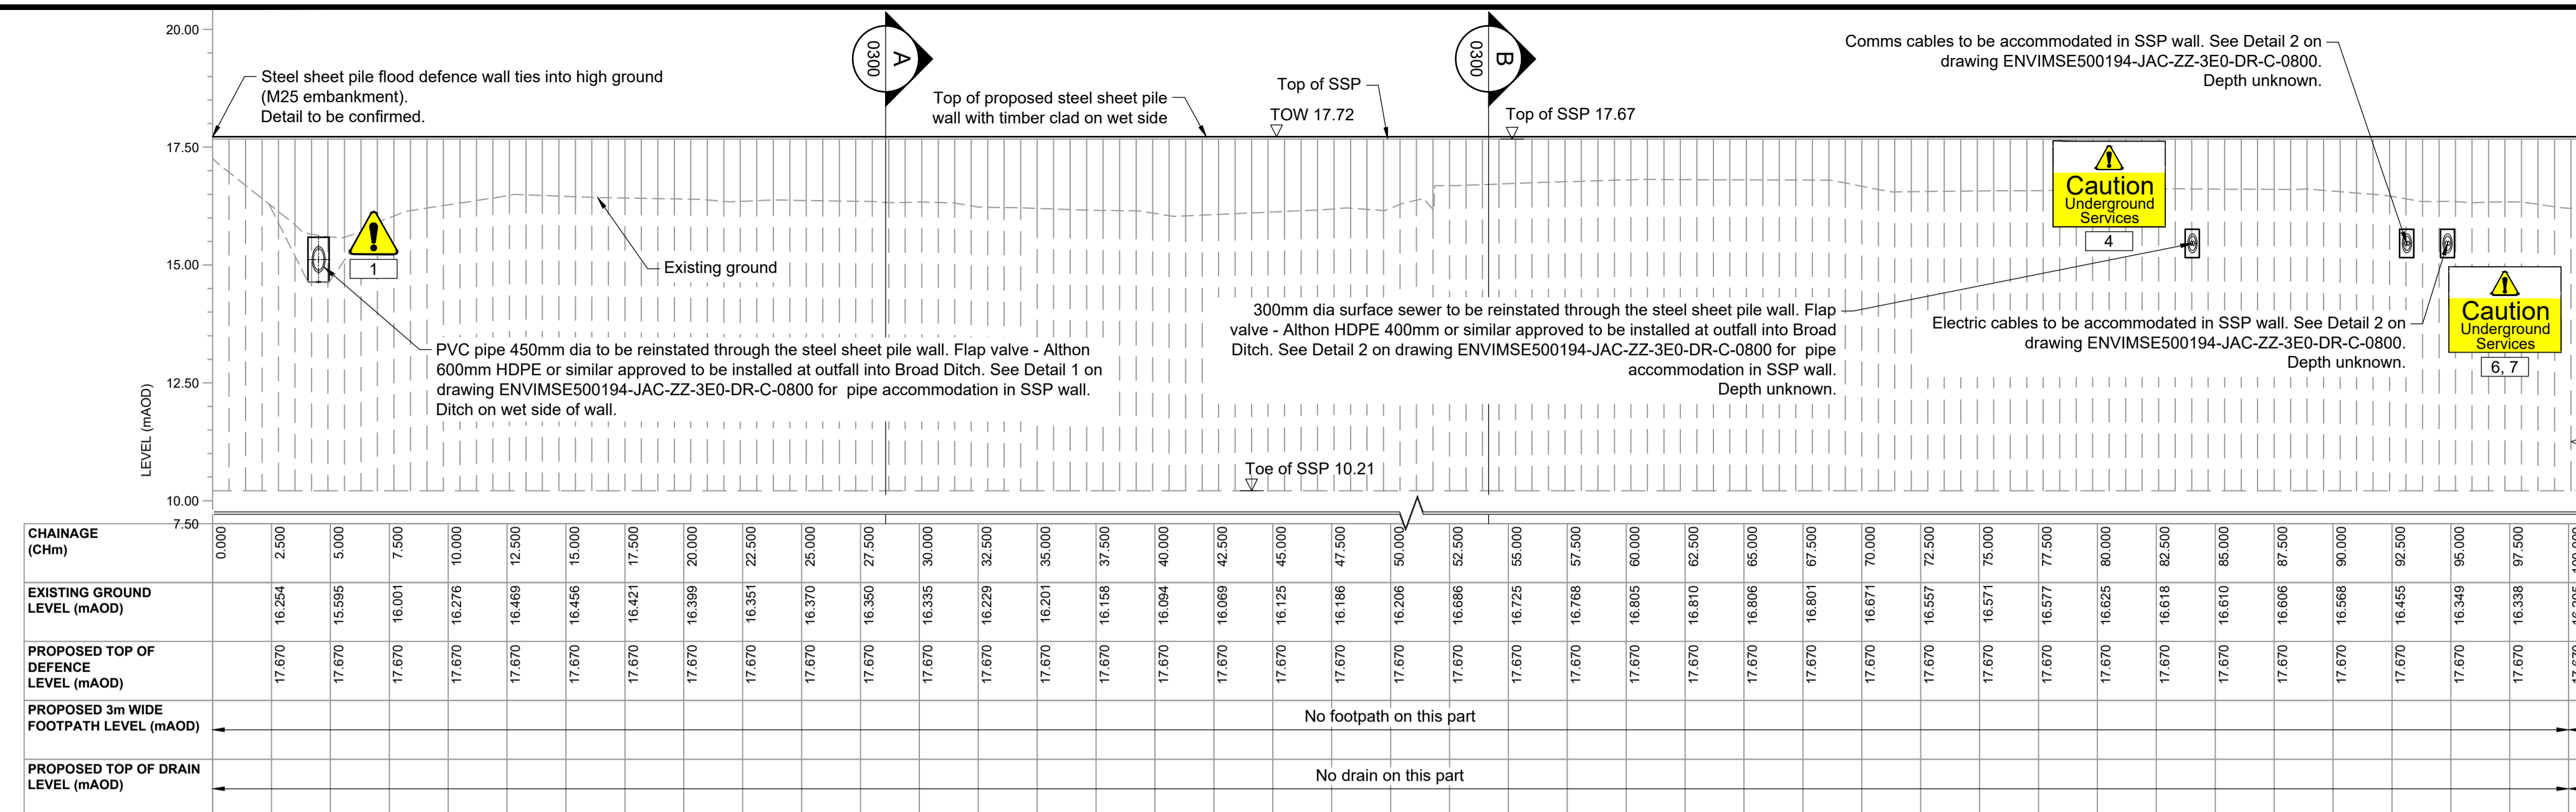 20.00
17.50
15.00
12.50
10.00
7.50
LEVEL (mAOD)
Steel sheet pile flood defence wall ties into high ground
(M25 embankment).
Detail to be confirmed.
A
0300
Top of proposed steel sheet pile
wall with timber clad on wet side
Top of SSP
TOW 17.72
B
0300
Top of SSP 17.67
Comms cables to be accommodated in SSP wall. See Detail 2 on
drawing ENVIMSE500194-JAC-ZZ-3E0-DR-C-0800.
Depth unknown.
Caution
Underground
Services
4
1
Existing ground
PVC pipe 450mm dia to be reinstated through the steel sheet pile wall. Flap valve - Althon
600mm HDPE or similar approved to be installed at outfall into Broad Ditch. See Detail 1 on
drawing ENVIMSE500194-JAC-ZZ-3E0-DR-C-0800 for pipe accommodation in SSP wall.
Ditch on wet side of wall.
300mm dia surface sewer to be reinstated through the steel sheet pile wall. Flap
valve - Althon HDPE 400mm or similar approved to be installed at outfall into Broad
Ditch. See Detail 2 on drawing ENVIMSE500194-JAC-ZZ-3E0-DR-C-0800 for pipe
accommodation in SSP wall.
Depth unknown.
Electric cables to be accommodated in SSP wall. See Detail 2 on
drawing ENVIMSE500194-JAC-ZZ-3E0-DR-C-0800.
Depth unknown.
Caution
Underground
Services
6, 7
Toe of SSP 10.21
CHAINAGE
(CHm)
0.000 2.500 5.000 7.500 10.000 12.500 15.000 17.500 20.000 22.500 25.000 27.500 30.000 32.500 35.000 37.500 40.000 42.500 45.000 47.500 50.000 52.500 55.000 57.500 60.000 62.500 65.000 67.500 70.000 72.500 75.000 77.500 80.000 82.500 85.000 87.500 90.000 92.500 95.000 97.500
EXISTING GROUND
LEVEL (mAOD)
16.254 15.595 16.001 16.276 16.469 16.456 16.421 16.399 16.351 16.370 16.350 16.335 16.229 16.201 16.158 16.094 16.069 16.125 16.186 16.206 16.686 16.725 16.768 16.805 16.810 16.806 16.801 16.671 16.557 16.571 16.577 16.625 16.618 16.610 16.606 16.568 16.455 16.349 16.338
PROPOSED TOP OF
DEFENCE
LEVEL (mAOD)
17.670 17.670 17.670 17.670 17.670 17.670 17.670 17.670 17.670 17.670 17.670 17.670 17.670 17.670 17.670 17.670 17.670 17.670 17.670 17.670 17.670 17.670 17.670 17.670 17.670 17.670 17.670 17.670 17.670 17.670 17.670 17.670 17.670 17.670 17.670 17.670 17.670 17.670 17.670
PROPOSED 3m WIDE
FOOTPATH LEVEL (mAOD)
No footpath on this part
PROPOSED TOP OF DRAIN
LEVEL (mAOD)
No drain on this part